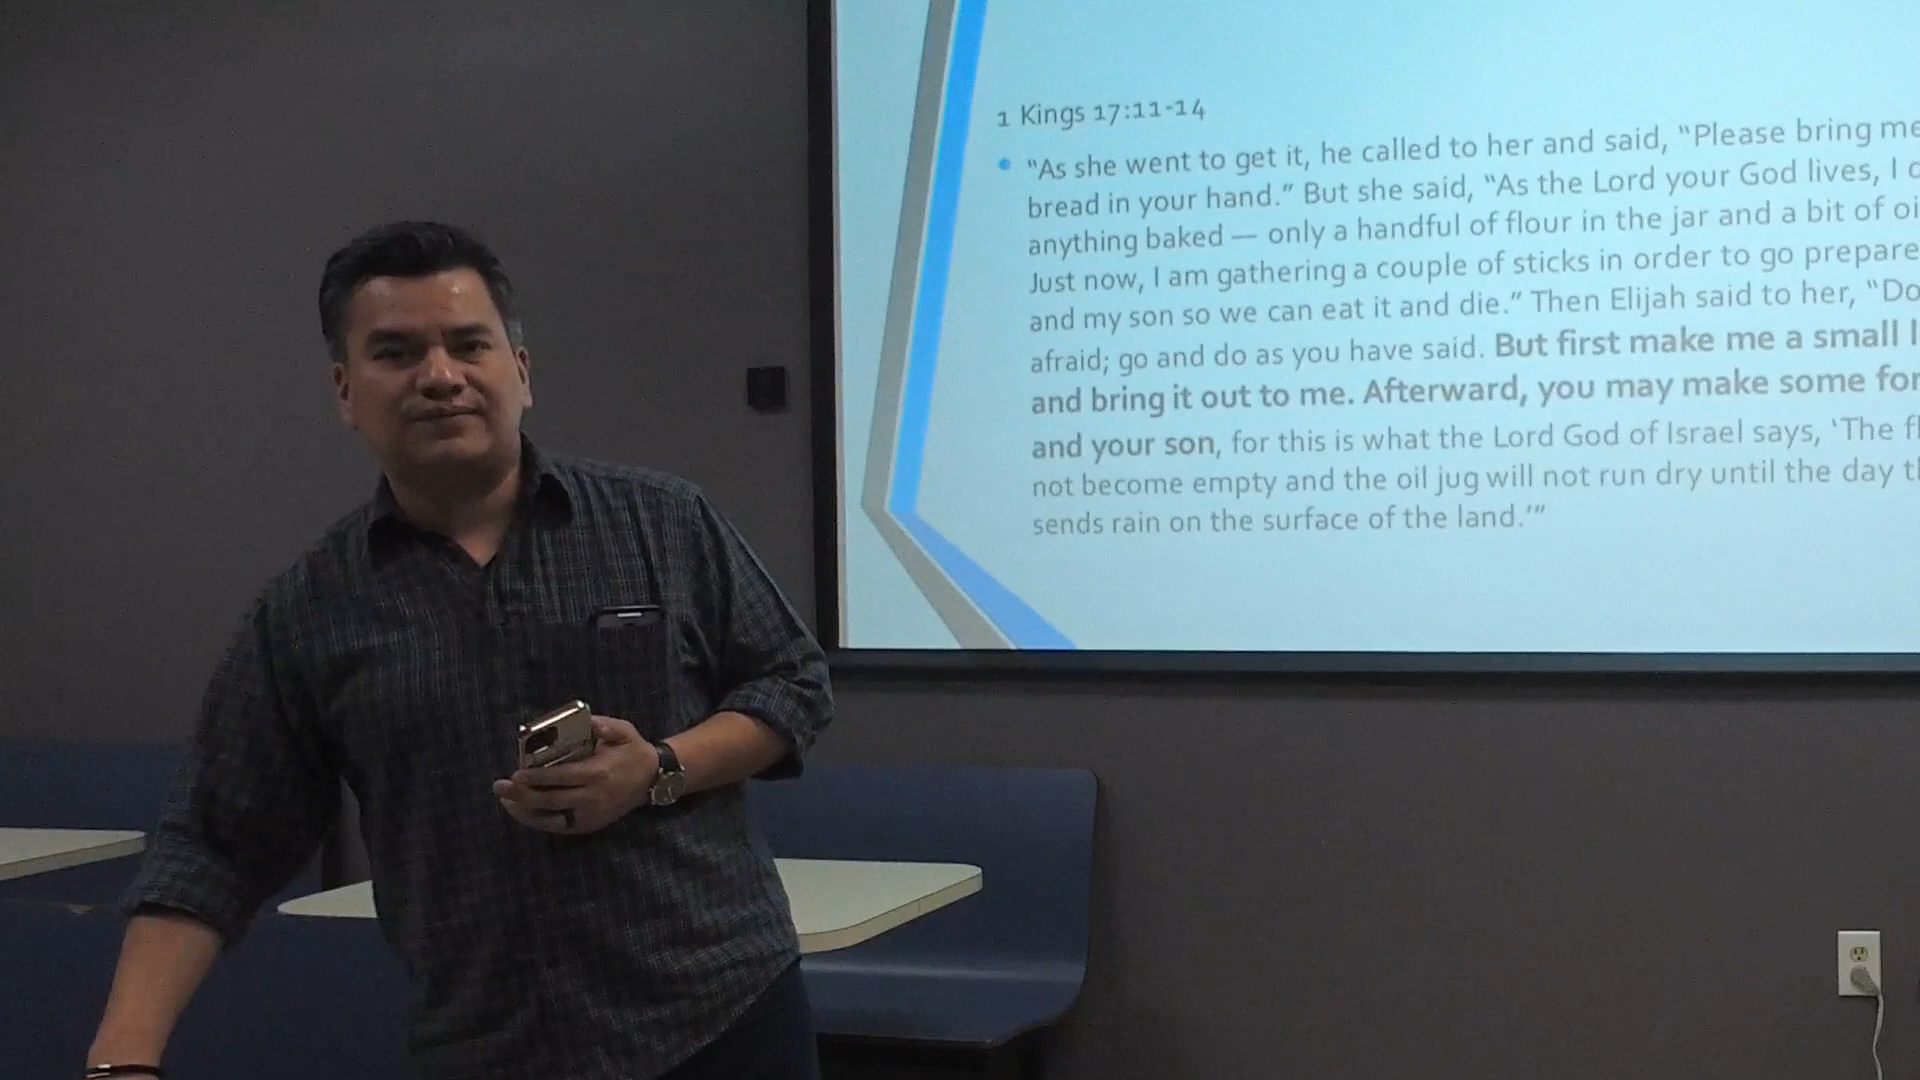 1 Kings 17:11-14
“As she went to get it, he called to her and said, “Please bring me
bread in your hand.” But she said, “As the Lord your God lives, I
anything baked — only a handful of flour in the jar and a bit of
Just now, I am gathering a couple of sticks in order to go prepare
and my son so we can eat it and die.” Then Elijah said to her, “Do
afraid; go and do as you have said. But first make me a small
and bring it out to me. Afterward, you may make some for
and your son, for this is what the Lord God of Israel says, ‘The
not become empty and the oil jug will not run dry until the day
sends rain on the surface of the land.’”